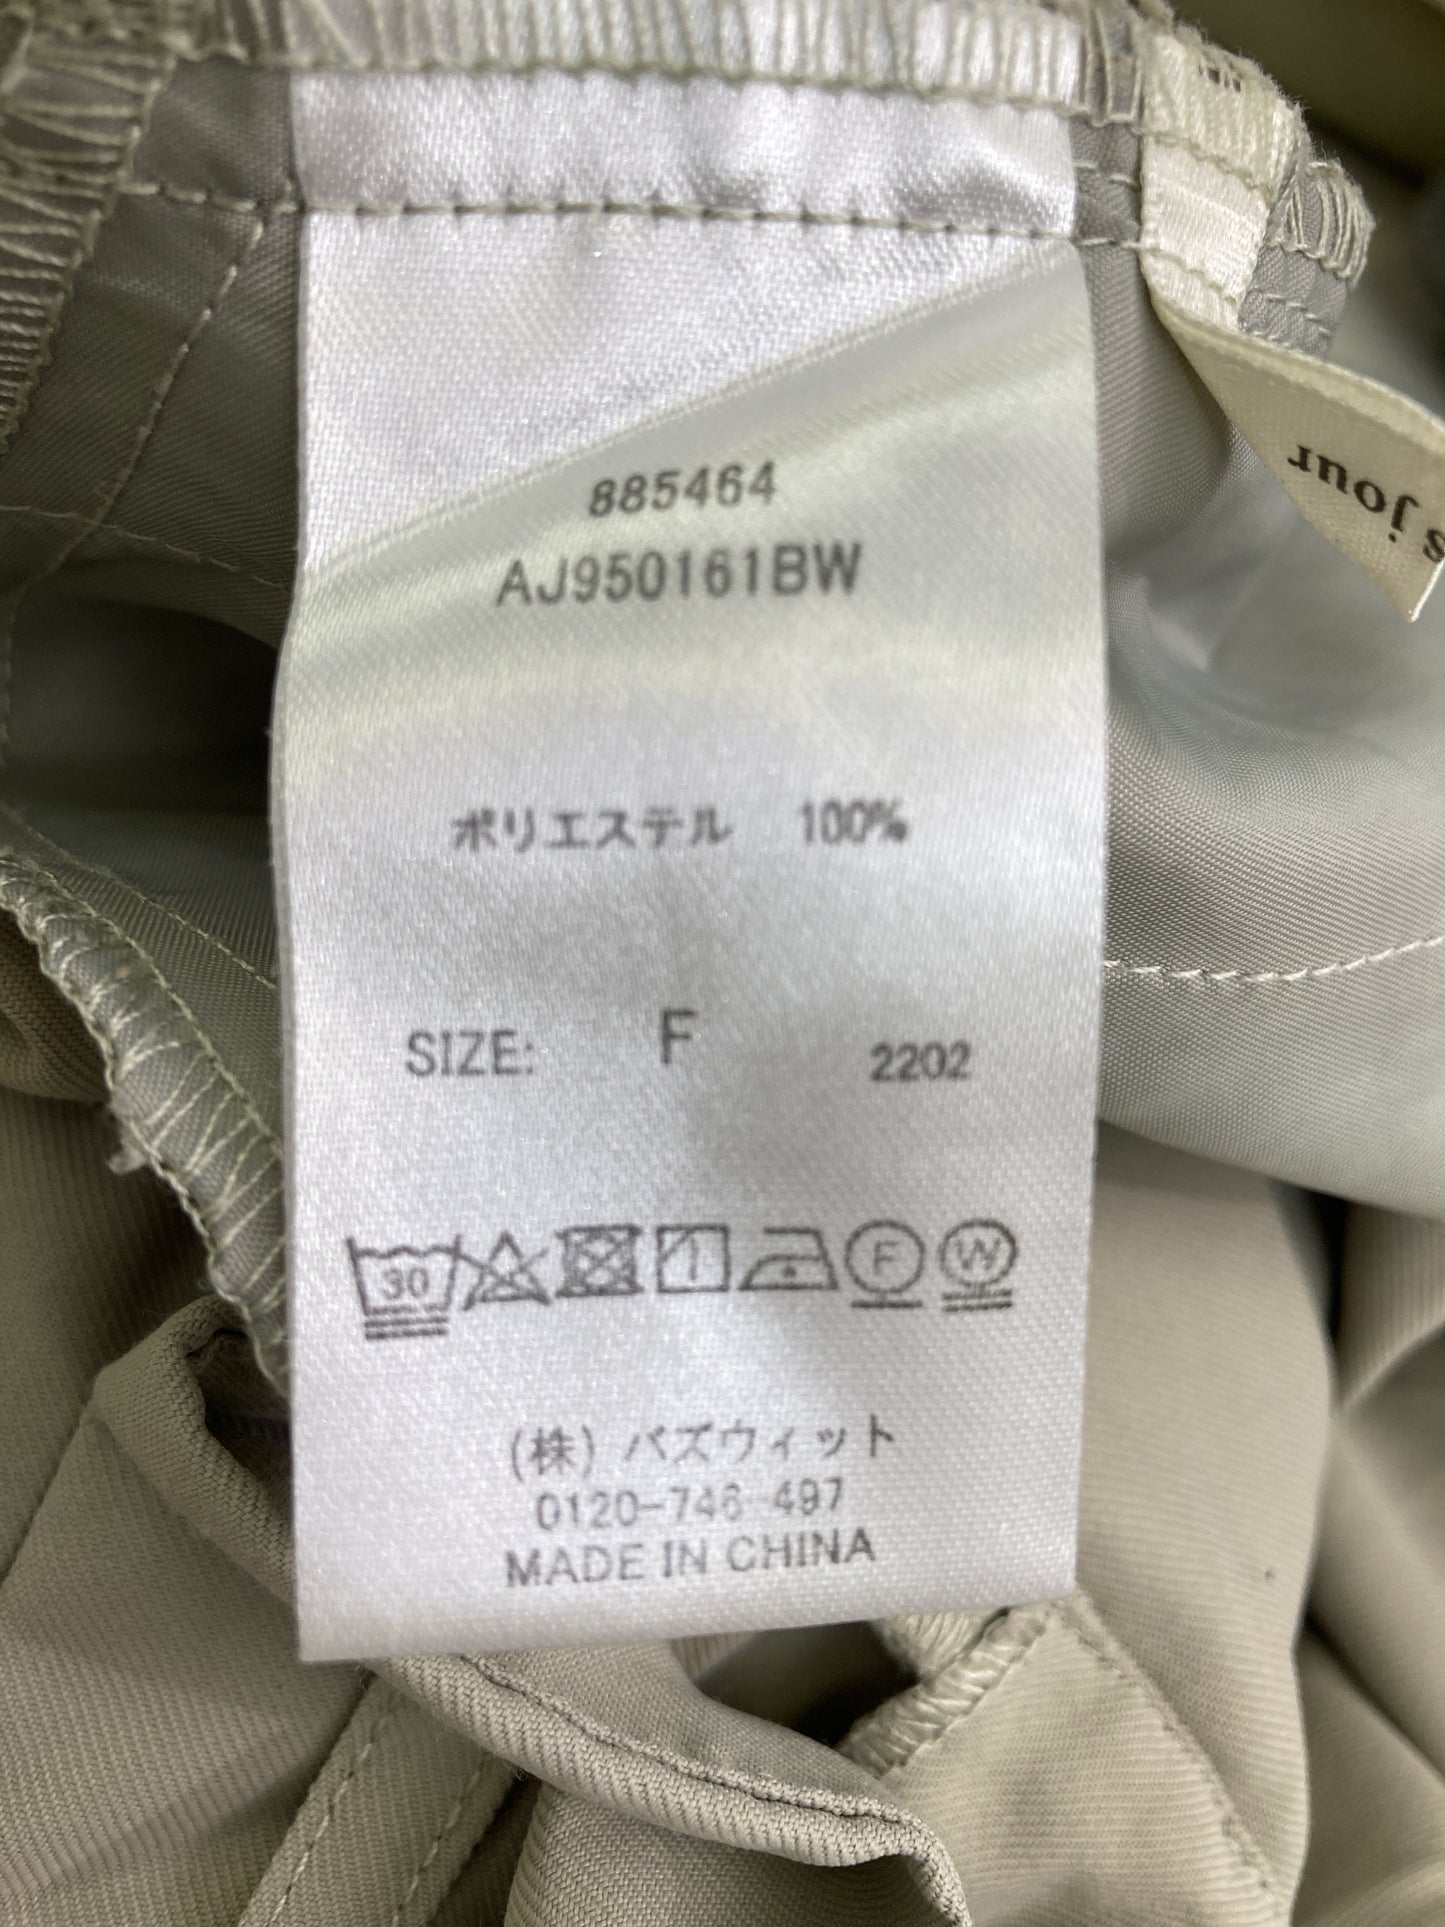 885464
AJ950161BW
ポリエステル 100%
SIZE: F 2202
30 F W
(株) バズウィット
0120-746-497
MADE IN CHINA
s jour